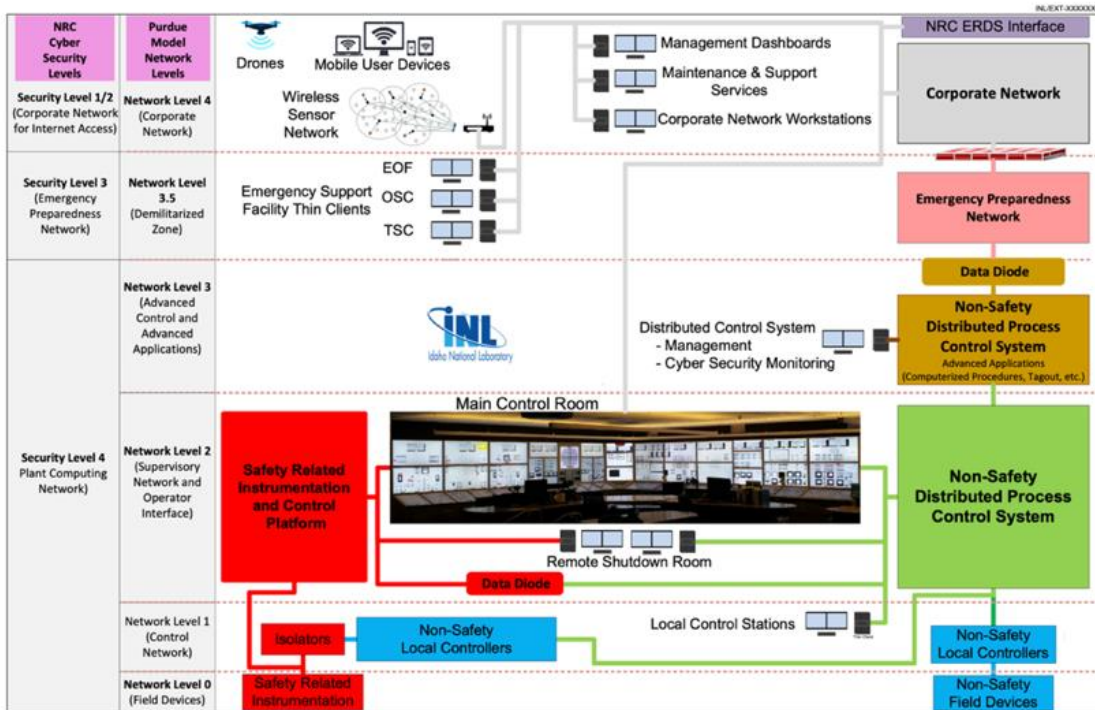 INL/EXT-XXXXXX
NRC
Cyber
Security
Levels
Purdue
Model
Network
Levels
Drones
Mobile User Devices
Management Dashboards
Maintenance & Support
Services
Corporate Network Workstations
NRC ERDS Interface
Corporate Network
Security Level 1/2
(Corporate Network
for Internet Access)
Network Level 4
(Corporate
Network)
Wireless
Sensor
Network
Security Level 3
(Emergency
Preparedness
Network)
Network Level
3.5
(Demilitarized
Zone)
Emergency Support
Facility Thin Clients
EOF
OSC
TSC
Emergency Preparedness
Network
Data Diode
Network Level 3
(Advanced
Control and
Advanced
Applications)
INL
Idaho National Laboratory
Distributed Control System
- Management
- Cyber Security Monitoring
Non-Safety
Distributed Process
Control System
Advanced Applications
(Computerized Procedures, Tagout, etc.)
Security Level 4
Plant Computing
Network)
Network Level 2
(Supervisory
Network and
Operator
Interface)
Main Control Room
Safety Related
Instrumentation
and Control
Platform
Non-Safety
Distributed Process
Control System
Remote Shutdown Room
Data Diode
Network Level 1
(Control
Network)
Isolators
Non-Safety
Local Controllers
Local Control Stations
Non-Safety
Local Controllers
Network Level 0
(Field Devices)
Safety Related
Instrumentation
Non-Safety
Field Devices